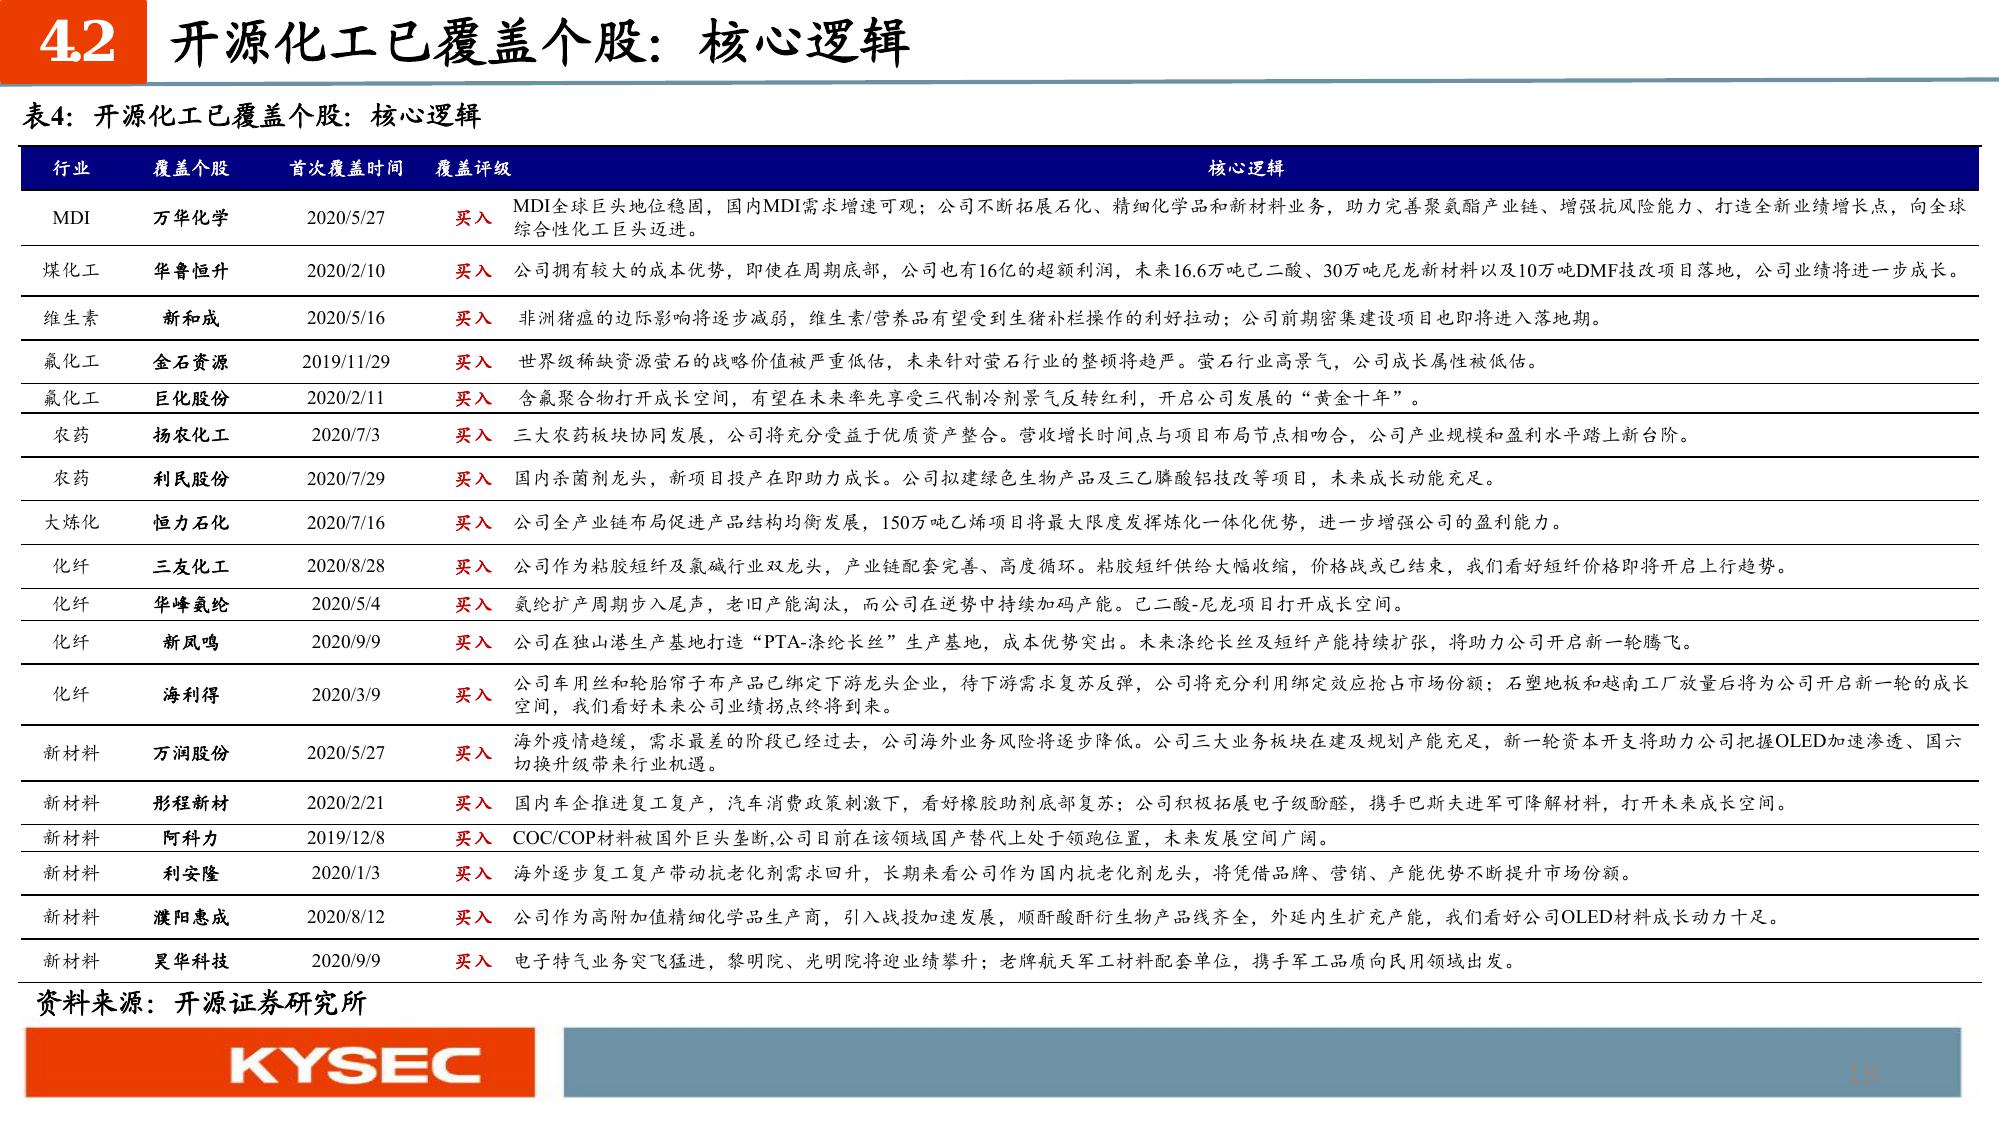 4.2 开源化工已覆盖个股：核心逻辑
表4：开源化工已覆盖个股：核心逻辑
行业 覆盖个股 首次覆盖时间 覆盖评级 核心逻辑
MDI 万华化学 2020/5/27 买入 MDI全球巨头地位稳固，国内MDI需求增速可观；公司不断拓展石化、精细化学品和新材料业务，助力完善聚氨酯产业链、增强抗风险能力、打造全新业绩增长点，向全球
综合性化工巨头迈进。
煤化工 华鲁恒升 2020/2/10 买入 公司拥有较大的成本优势，即使在周期底部，公司也有16亿的超额利润，未来16.6万吨己二酸、30万吨尼龙新材料以及10万吨DMF技改项目落地，公司业绩将进一步成长。
维生素 新和成 2020/5/16 买入 非洲猪瘟的边际影响将逐步减弱，维生素/营养品有望受到生猪补栏操作的利好拉动；公司前期密集建设项目也即将进入落地期。
氟化工 金石资源 2019/11/29 买入 世界级稀缺资源萤石的战略价值被严重低估，未来针对萤石行业的整顿将趋严。萤石行业高景气，公司成长属性被低估。
氟化工 巨化股份 2020/2/11 买入 含氟聚合物打开成长空间，有望在未来率先享受三代制冷剂景气反转红利，开启公司发展的“黄金十年”。
农药 扬农化工 2020/7/3 买入 三大农药板块协同发展，公司将充分受益于优质资产整合。营收增长时间点与项目布局节点相吻合，公司产业规模和盈利水平踏上新台阶。
农药 利民股份 2020/7/29 买入 国内杀菌剂龙头，新项目投产在即助力成长。公司拟建绿色生物产品及三乙膦酸铝技改等项目，未来成长动能充足。
大炼化 恒力石化 2020/7/16 买入 公司全产业链布局促进产品结构均衡发展，150万吨乙烯项目将最大限度发挥炼化一体化优势，进一步增强公司的盈利能力。
化纤 三友化工 2020/8/28 买入 公司作为粘胶短纤及氯碱行业双龙头，产业链配套完善、高度循环。粘胶短纤供给大幅收缩，价格战或已结束，我们看好短纤价格即将开启上行趋势。
化纤 华峰氨纶 2020/5/4 买入 氨纶扩产周期步入尾声，老旧产能淘汰，而公司在逆势中持续加码产能。己二酸-尼龙项目打开成长空间。
化纤 新凤鸣 2020/9/9 买入 公司在独山港生产基地打造“PTA-涤纶长丝”生产基地，成本优势突出。未来涤纶长丝及短纤产能持续扩张，将助力公司开启新一轮腾飞。
化纤 海利得 2020/3/9 买入 公司车用丝和轮胎帘子布产品已绑定下游龙头企业，待下游需求复苏反弹，公司将充分利用绑定效应抢占市场份额；石塑地板和越南工厂放量后将为公司开启新一轮的成长
空间，我们看好未来公司业绩拐点终将到来。
新材料 万润股份 2020/5/27 买入 海外疫情趋缓，需求最差的阶段已经过去，公司海外业务风险将逐步降低。公司三大业务板块在建及规划产能充足，新一轮资本开支将助力公司把握OLED加速渗透、国六
切换升级带来行业机遇。
新材料 彤程新材 2020/2/21 买入 国内车企推进复工复产，汽车消费政策刺激下，看好橡胶助剂底部复苏；公司积极拓展电子级酚醛，携手巴斯夫进军可降解材料，打开未来成长空间。
新材料 阿科力 2019/12/8 买入 COC/COP材料被国外巨头垄断,公司目前在该领域国产替代上处于领跑位置，未来发展空间广阔。
新材料 利安隆 2020/1/3 买入 海外逐步复工复产带动抗老化剂需求回升，长期来看公司作为国内抗老化剂龙头，将凭借品牌、营销、产能优势不断提升市场份额。
新材料 濮阳惠成 2020/8/12 买入 公司作为高附加值精细化学品生产商，引入战投加速发展，顺酐酸酐衍生物产品线齐全，外延内生扩充产能，我们看好公司OLED材料成长动力十足。
新材料 昊华科技 2020/9/9 买入 电子特气业务突飞猛进，黎明院、光明院将迎业绩攀升；老牌航天军工材料配套单位，携手军工品质向民用领域出发。
资料来源：开源证券研究所
KYSEC